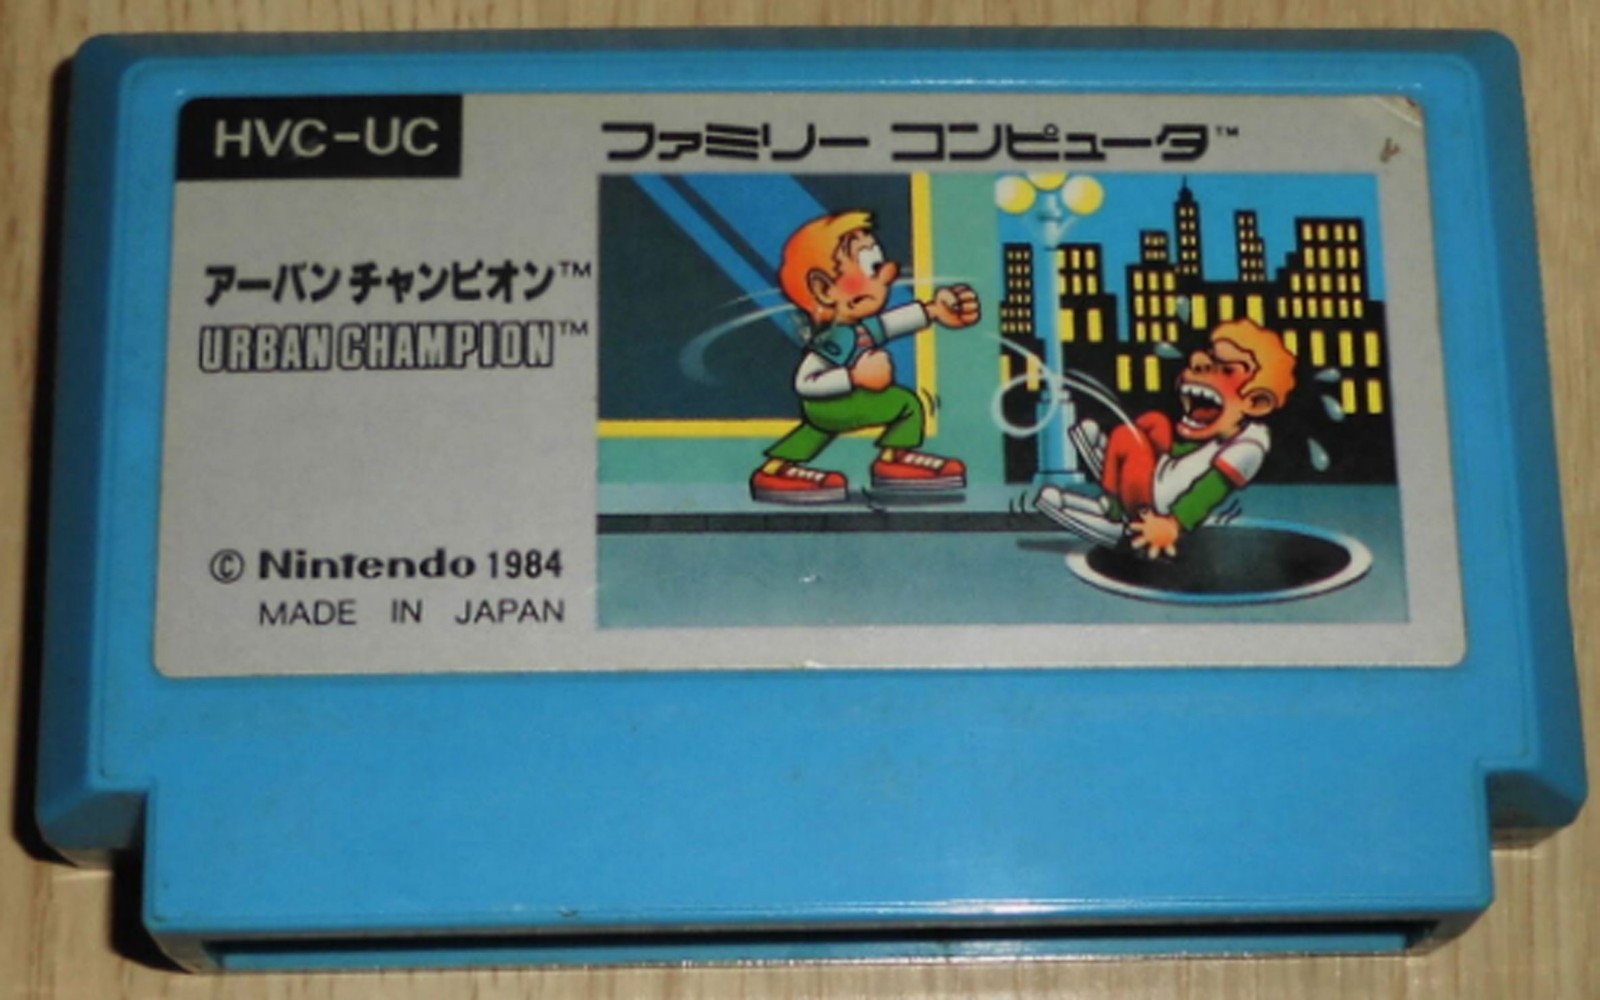 HVC-UC
ファミリー コンピュータ™
アーバンチャンピオン™
URBAN CHAMPION™
© Nintendo 1984
MADE IN JAPAN